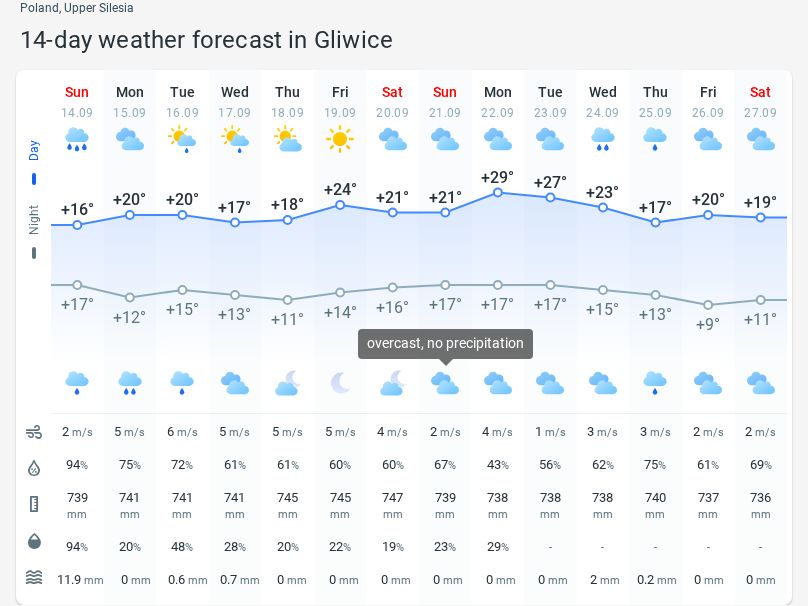 Poland, Upper Silesia
14-day weather forecast in Gliwice
Sun Mon Tue Wed Thu Fri Sat Sun Mon Tue Wed Thu Fri Sat
14.09 15.09 16.09 17.09 18.09 19.09 20.09 21.09 22.09 23.09 24.09 25.09 26.09 27.09
Day
+16° +20° +20° +17° +18° +24° +21° +21° +29° +27° +23° +17° +20° +19°
Night
+17° +12° +15° +13° +11° +14° +16° +17° +17° +17° +15° +13° +9° +11°
overcast, no precipitation
2 m/s 5 m/s 6 m/s 5 m/s 5 m/s 5 m/s 4 m/s 2 m/s 4 m/s 1 m/s 3 m/s 3 m/s 2 m/s 2 m/s
94% 75% 72% 61% 61% 60% 60% 67% 43% 56% 62% 75% 61% 69%
739 741 741 741 745 745 747 739 738 738 738 740 737 736
mm mm mm mm mm mm mm mm mm mm mm mm mm mm
94% 20% 48% 28% 20% 22% 19% 23% 29% - - - - -
11.9 mm 0 mm 0.6 mm 0.7 mm 0 mm 0 mm 0 mm 0 mm 0 mm 0 mm 2 mm 0.2 mm 0 mm 0 mm